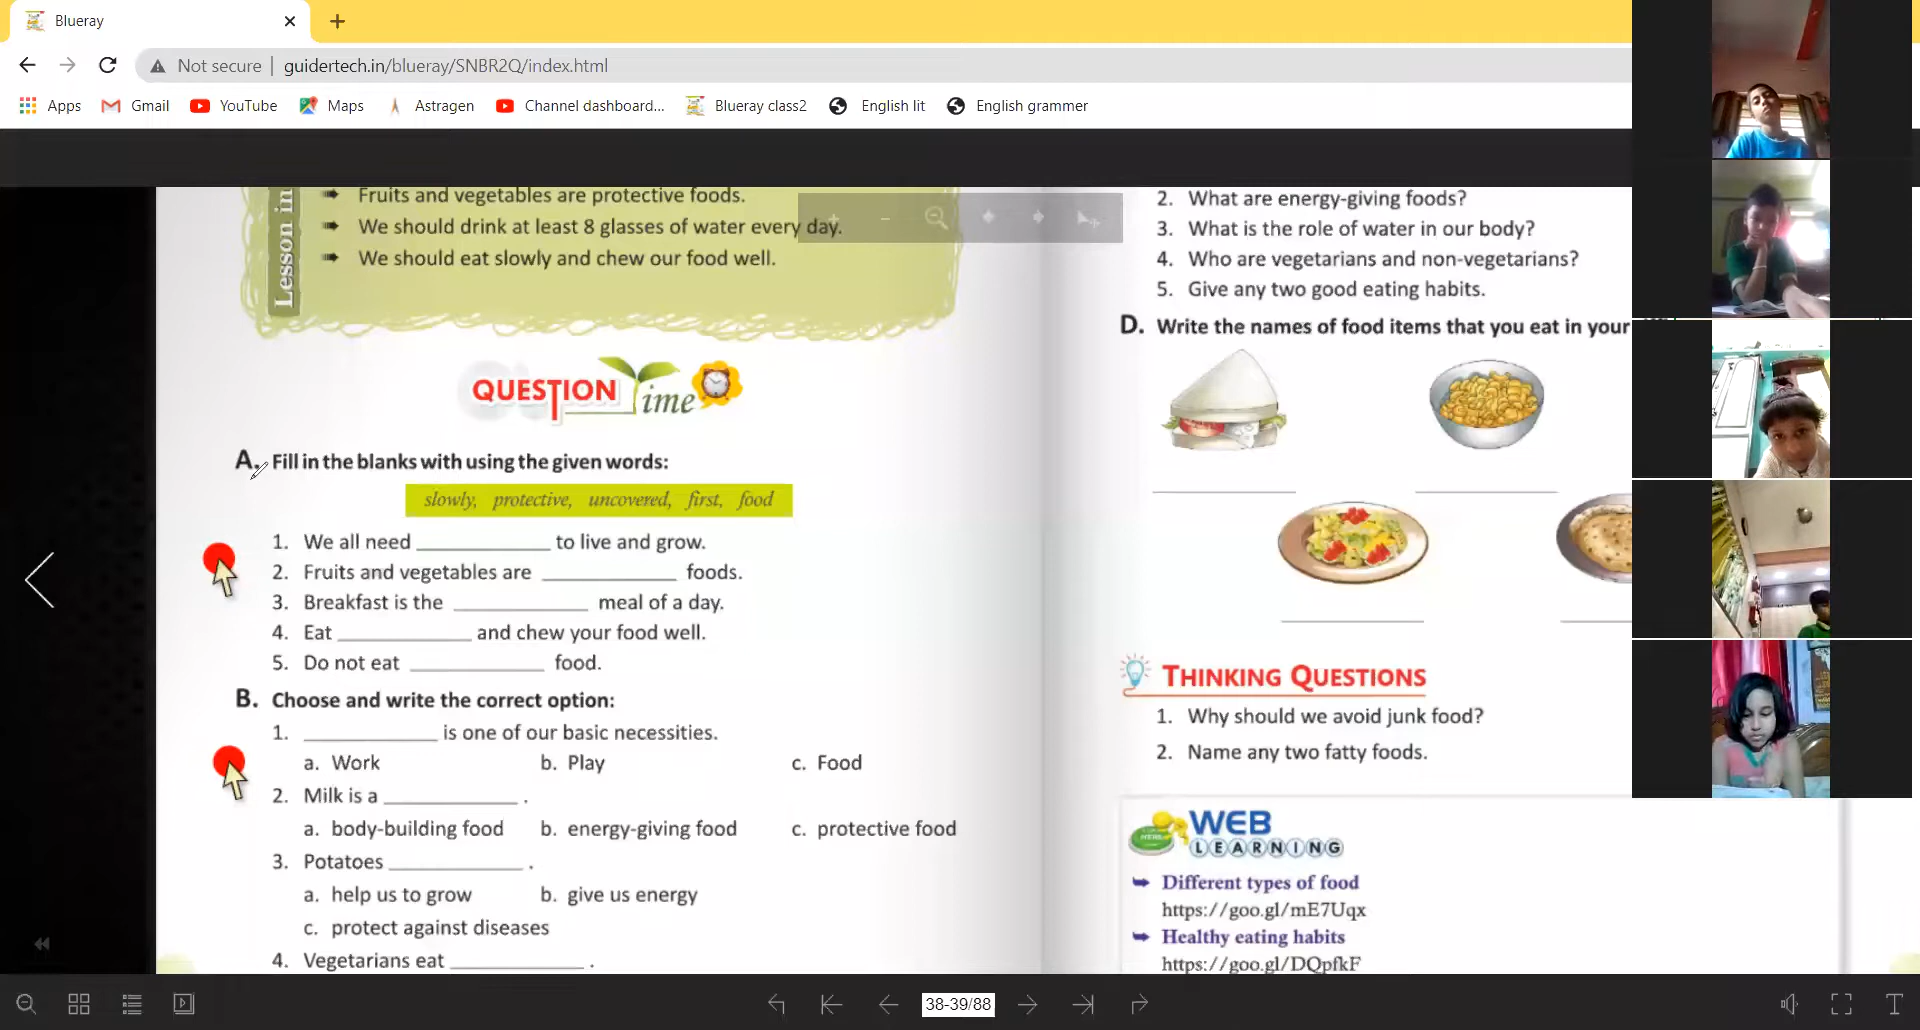 Blueray
Not secure | guidertech.in/blueray/SNBR2Q/index.html
Apps Gmail YouTube Maps Astragen Channel dashboard... Blueray class2 English lit English grammer
Lesson in
Fruits and vegetables are protective foods.
We should drink at least 8 glasses of water every day.
We should eat slowly and chew our food well.
QUESTION Time
A. Fill in the blanks with using the given words:
slowly, protective, uncovered, first, food
1. We all need ____________ to live and grow.
2. Fruits and vegetables are ____________ foods.
3. Breakfast is the ____________ meal of a day.
4. Eat ____________ and chew your food well.
5. Do not eat ____________ food.
B. Choose and write the correct option:
1. ____________ is one of our basic necessities.
a. Work b. Play c. Food
2. Milk is a ____________ .
a. body-building food b. energy-giving food c. protective food
3. Potatoes ____________ .
a. help us to grow b. give us energy
c. protect against diseases
4. Vegetarians eat ____________ .
2. What are energy-giving foods?
3. What is the role of water in our body?
4. Who are vegetarians and non-vegetarians?
5. Give any two good eating habits.
D. Write the names of food items that you eat in your
THINKING QUESTIONS
1. Why should we avoid junk food?
2. Name any two fatty foods.
WEB
LEARNING
Different types of food
https://goo.gl/mE7Uqx
Healthy eating habits
https://goo.gl/DQpfkF
38-39/88